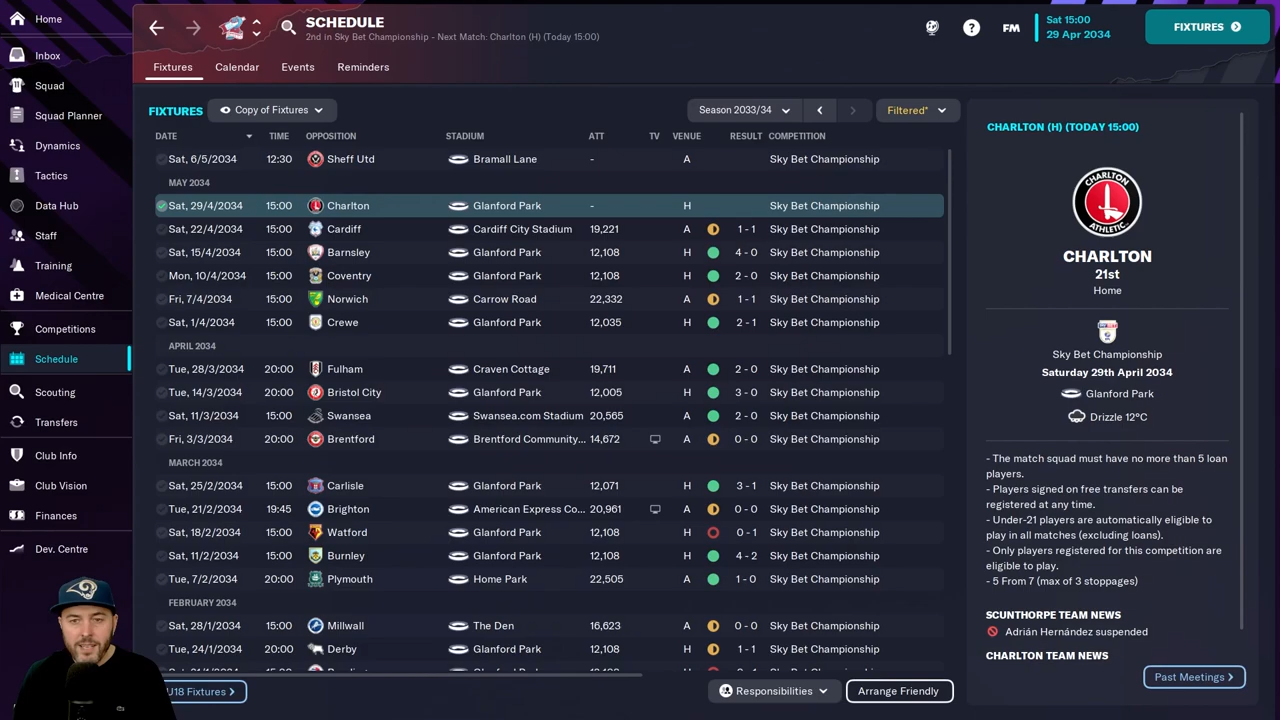 Home
SCHEDULE
2nd in Sky Bet Championship - Next Match: Charlton (H) (Today 15:00)
?
FM
Sat 15:00
29 Apr 2034
FIXTURES
Inbox
Squad
Squad Planner
Dynamics
Tactics
Data Hub
Staff
Training
Medical Centre
Competitions
Schedule
Scouting
Transfers
Club Info
Club Vision
Finances
Dev. Centre
Fixtures Calendar Events Reminders
FIXTURES Copy of Fixtures Season 2033/34 Filtered*
DATE TIME OPPOSITION STADIUM ATT TV VENUE RESULT COMPETITION
Sat, 6/5/2034 12:30 Sheff Utd Bramall Lane - A Sky Bet Championship
MAY 2034
Sat, 29/4/2034 15:00 Charlton Glanford Park - H Sky Bet Championship
Sat, 22/4/2034 15:00 Cardiff Cardiff City Stadium 19,221 A 1 - 1 Sky Bet Championship
Sat, 15/4/2034 15:00 Barnsley Glanford Park 12,108 H 4 - 0 Sky Bet Championship
Mon, 10/4/2034 15:00 Coventry Glanford Park 12,108 H 2 - 0 Sky Bet Championship
Fri, 7/4/2034 15:00 Norwich Carrow Road 22,332 A 1 - 1 Sky Bet Championship
Sat, 1/4/2034 15:00 Crewe Glanford Park 12,035 H 2 - 1 Sky Bet Championship
APRIL 2034
Tue, 28/3/2034 20:00 Fulham Craven Cottage 19,711 A 2 - 0 Sky Bet Championship
Tue, 14/3/2034 20:00 Bristol City Glanford Park 12,005 H 3 - 0 Sky Bet Championship
Sat, 11/3/2034 15:00 Swansea Swansea.com Stadium 20,565 A 2 - 0 Sky Bet Championship
Fri, 3/3/2034 20:00 Brentford Brentford Community... 14,672 A 0 - 0 Sky Bet Championship
MARCH 2034
Sat, 25/2/2034 15:00 Carlisle Glanford Park 12,071 H 3 - 1 Sky Bet Championship
Tue, 21/2/2034 19:45 Brighton American Express Co... 20,961 A 0 - 0 Sky Bet Championship
Sat, 18/2/2034 15:00 Watford Glanford Park 12,108 H 0 - 1 Sky Bet Championship
Sat, 11/2/2034 15:00 Burnley Glanford Park 12,108 H 4 - 2 Sky Bet Championship
Tue, 7/2/2034 20:00 Plymouth Home Park 22,505 A 1 - 0 Sky Bet Championship
FEBRUARY 2034
Sat, 28/1/2034 15:00 Millwall The Den 16,623 A 0 - 0 Sky Bet Championship
Tue, 24/1/2034 20:00 Derby Glanford Park 12,108 H 1 - 1 Sky Bet Championship
U18 Fixtures
Responsibilities
Arrange Friendly
CHARLTON (H) (TODAY 15:00)
CHARLTON
ATHLETIC
CHARLTON
21st
Home
Sky Bet Championship
Saturday 29th April 2034
Glanford Park
Drizzle 12°C
- The match squad must have no more than 5 loan
players.
- Players signed on free transfers can be
registered at any time.
- Under-21 players are automatically eligible to
play in all matches (excluding loans).
- Only players registered for this competition are
eligible to play.
- 5 From 7 (max of 3 stoppages)
SCUNTHORPE TEAM NEWS
Adrián Hernández suspended
CHARLTON TEAM NEWS
Past Meetings